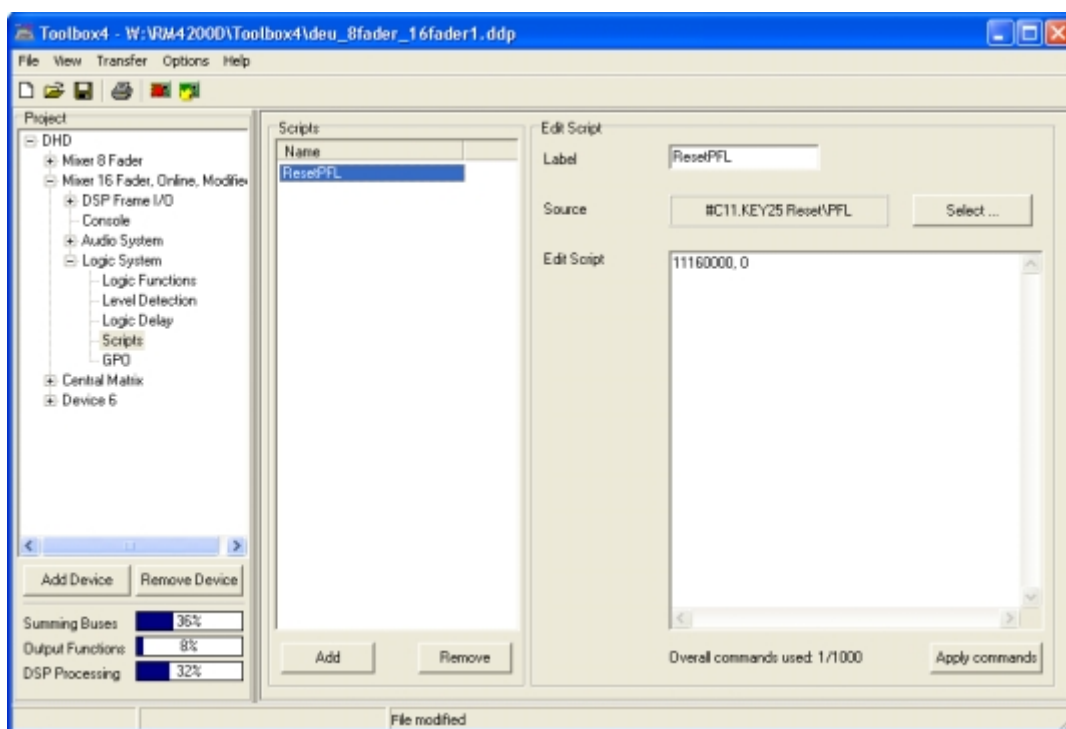 Toolbox4 - W:\RM4200D\Toolbox4\deu_8fader_16fader1.ddp
File View Transfer Options Help
Project
DHD
Mixer 8 Fader
Mixer 16 Fader, Online, Modifie
DSP Frame I/O
Console
Audio System
Logic System
Logic Functions
Level Detection
Logic Delay
Scripts
GPO
Central Matrix
Device 6
Add Device Remove Device
Summing Buses 36%
Output Functions 8%
DSP Processing 32%
Scripts
Name
ResetPFL
Add Remove
Edit Script
Label ResetPFL
Source #C11.KEY25 Reset\PFL Select ...
Edit Script 11160000, 0
Overall commands used: 1/1000 Apply commands
File modified